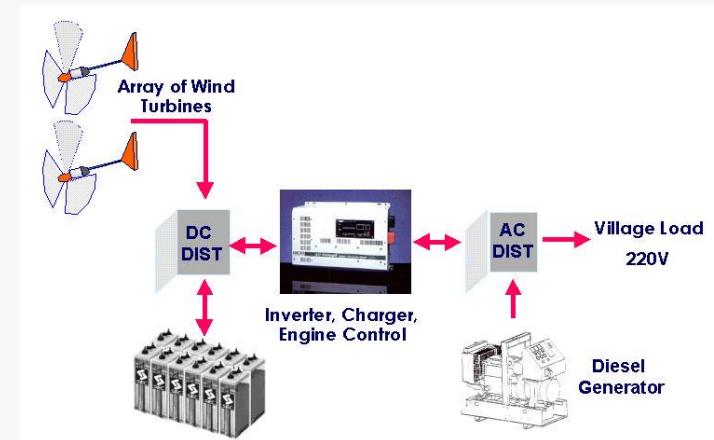 Array of Wind
Turbines
DC
DIST
AC
DIST
Village Load
220V
Inverter, Charger,
Engine Control
Diesel
Generator